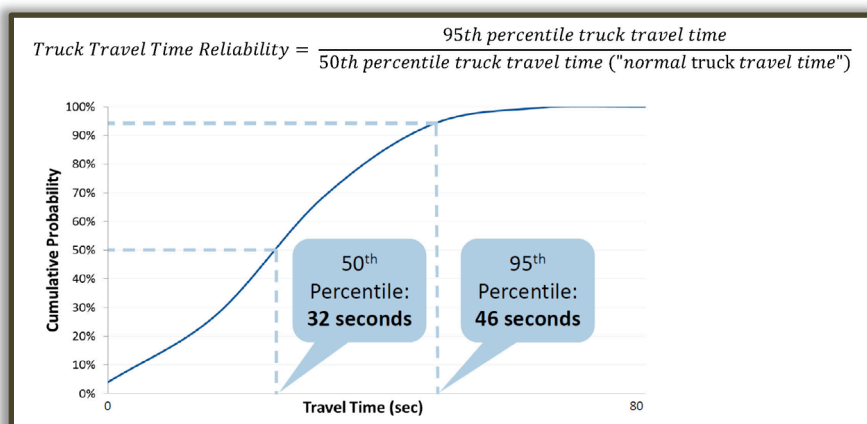 95th percentile truck travel time
Truck Travel Time Reliability =
50th percentile truck travel time ("normal truck travel time")
100%
90%
80%
70%
60%
50%
40%
30%
20%
10%
0%
Cumulative Probability
50th
Percentile:
32 seconds
95th
Percentile:
46 seconds
0
Travel Time (sec)
80